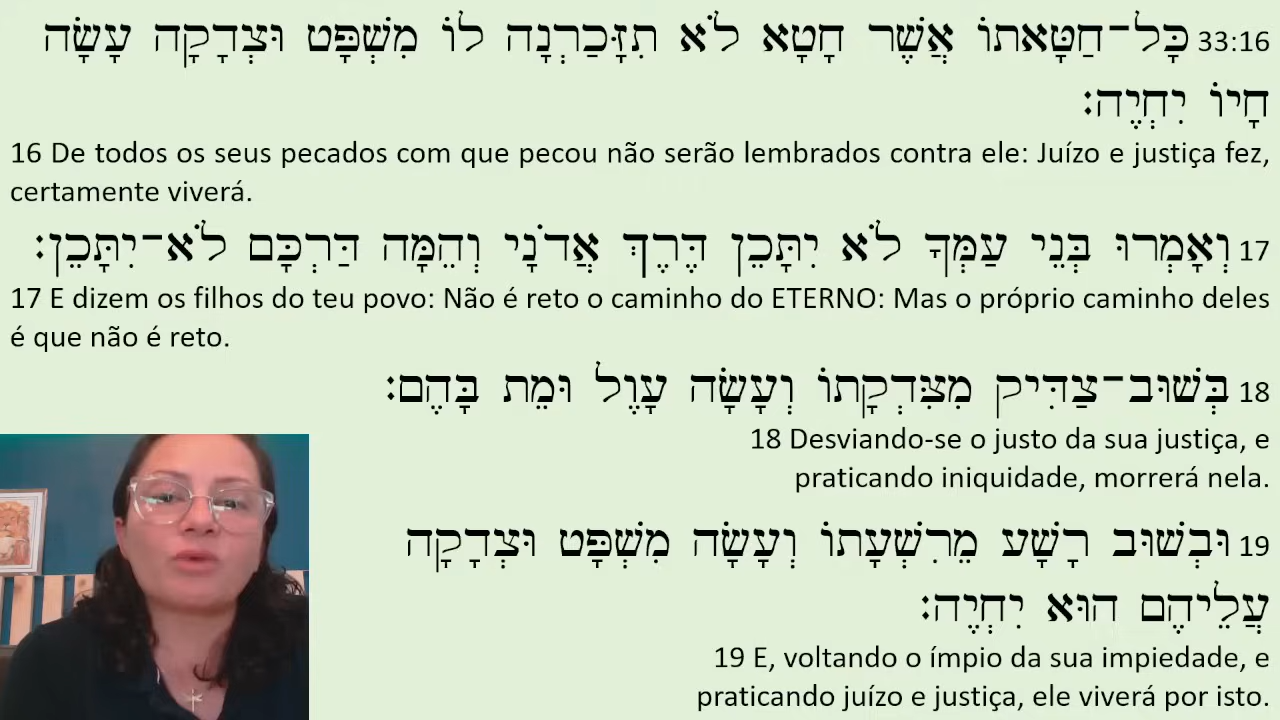 33:16 כָּל־חַטָּאתוֹ אֲשֶׁר חָטָא לֹא תִזָּכַרְנָה לוֹ מִשְׁפָּט וּצְדָקָה עָשָׂה
חָיוֹ יִחְיֶה׃
16 De todos os seus pecados com que pecou não serão lembrados contra ele: Juízo e justiça fez,
certamente viverá.
17 וְאָמְרוּ בְּנֵי עַמְּךָ לֹא יִתָּכֵן דֶּרֶךְ אֲדֹנָי וְהֵמָּה דַּרְכָּם לֹא־יִתָּכֵן׃
17 E dizem os filhos do teu povo: Não é reto o caminho do ETERNO: Mas o próprio caminho deles
é que não é reto.
18 בְּשׁוּב־צַדִּיק מִצִּדְקָתוֹ וְעָשָׂה עָוֶל וּמֵת בָּהֶם׃
18 Desviando-se o justo da sua justiça, e
praticando iniquidade, morrerá nela.
19 וּבְשׁוּב רָשָׁע מֵרִשְׁעָתוֹ וְעָשָׂה מִשְׁפָּט וּצְדָקָה
עֲלֵיהֶם הוּא יִחְיֶה׃
19 E, voltando o ímpio da sua impiedade, e
praticando juízo e justiça, ele viverá por isto.